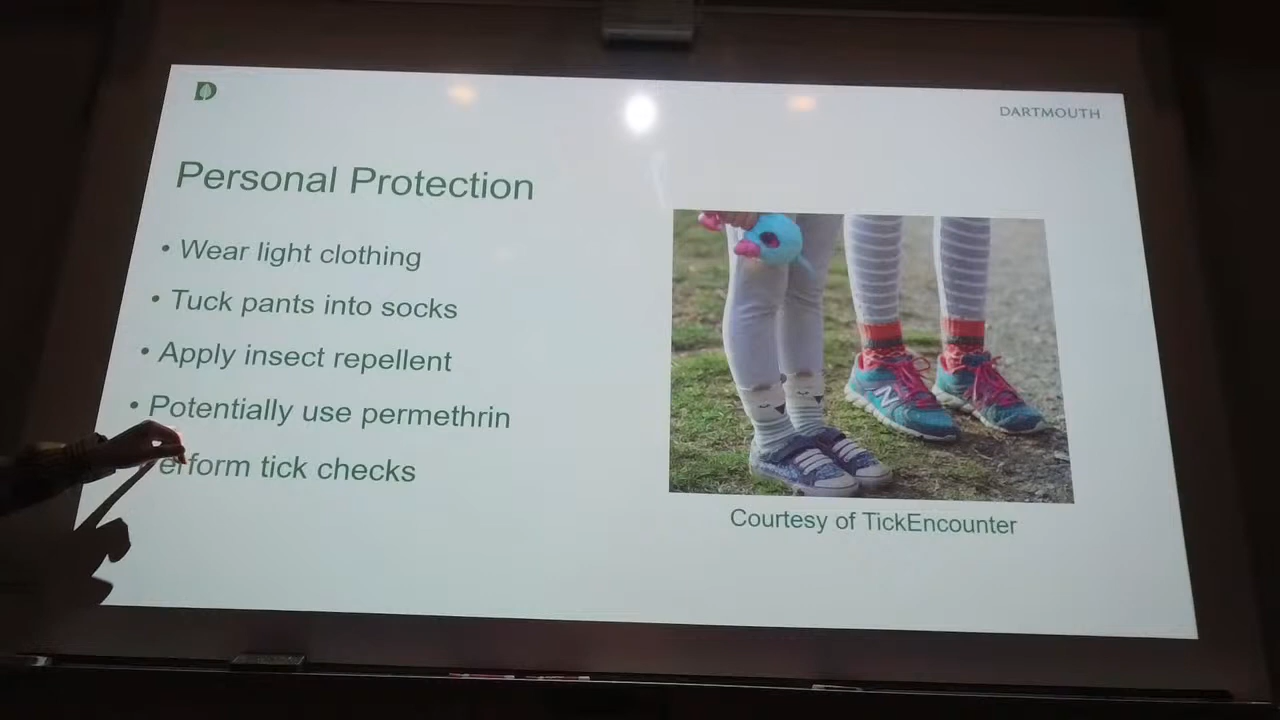 D
DARTMOUTH
Personal Protection
• Wear light clothing
• Tuck pants into socks
• Apply insect repellent
• Potentially use permethrin
erform tick checks
Courtesy of TickEncounter
N